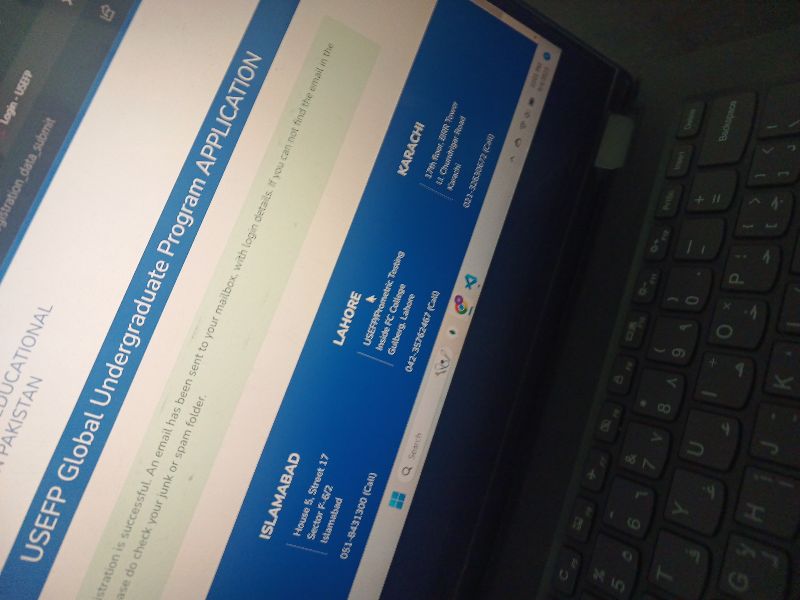 Login - USEFP
gistration_data_submit
EDUCATIONAL
PAKISTAN
USEFP Global Undergraduate Program APPLICATION
istration is successful. An email has been sent to your mailbox, with login details. If you can not find the email in the
ase do check your junk or spam folder.
ISLAMABAD
House 5, Street 17
Sector F-6/2
Islamabad
051-8431300 (Call)
LAHORE
USEFP/Prometric Testing
Inside FC College
Gulberg, Lahore
042-35762467 (Call)
KARACHI
17th floor, BRR Tower
I.I. Chundrigar Road
Karachi
021-32630672 (Call)
Search
Delete
Backspace
Insert
PrtSc